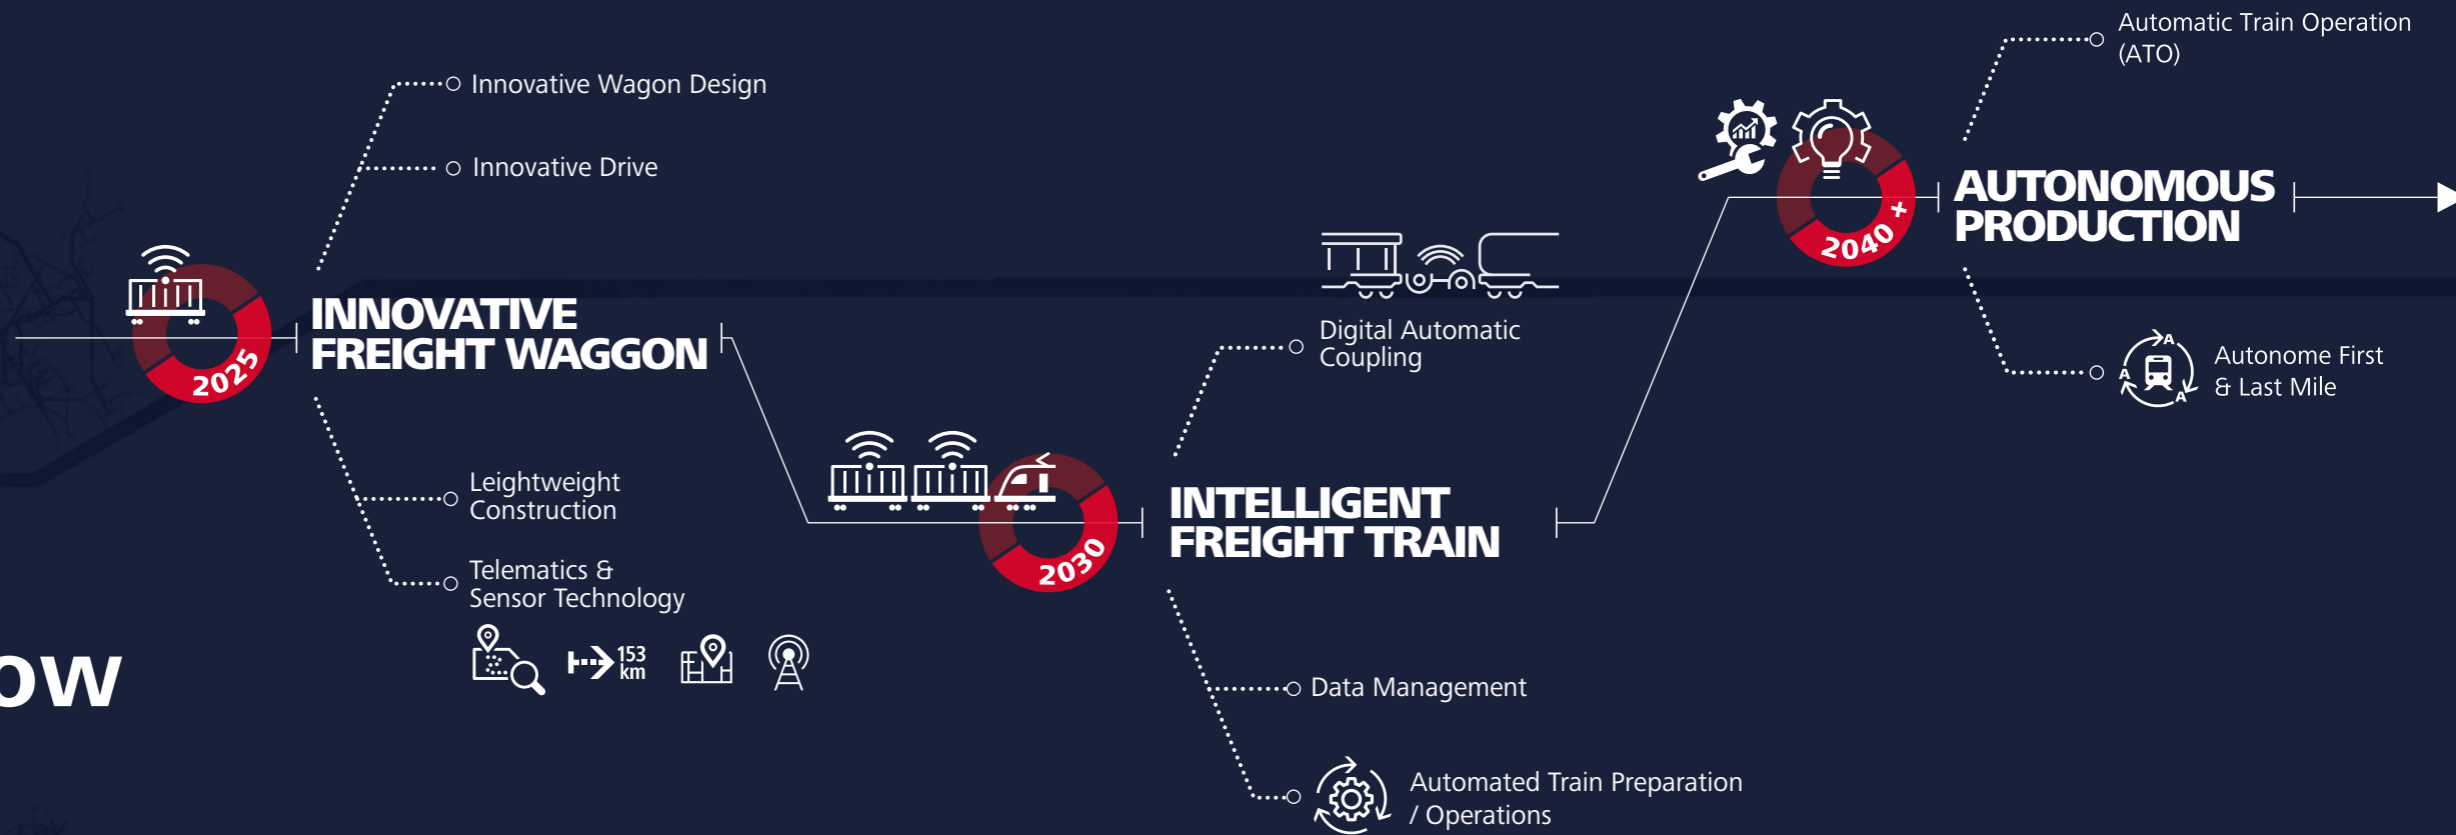 Innovative Wagon Design
Innovative Drive
2025
INNOVATIVE
FREIGHT WAGGON
Leightweight
Construction
Telematics &
Sensor Technology
153
km
ow
2030
INTELLIGENT
FREIGHT TRAIN
Digital Automatic
Coupling
Data Management
Automated Train Preparation
/ Operations
2040 +
AUTONOMOUS
PRODUCTION
Automatic Train Operation
(ATO)
A
A
A
Autonome First
& Last Mile